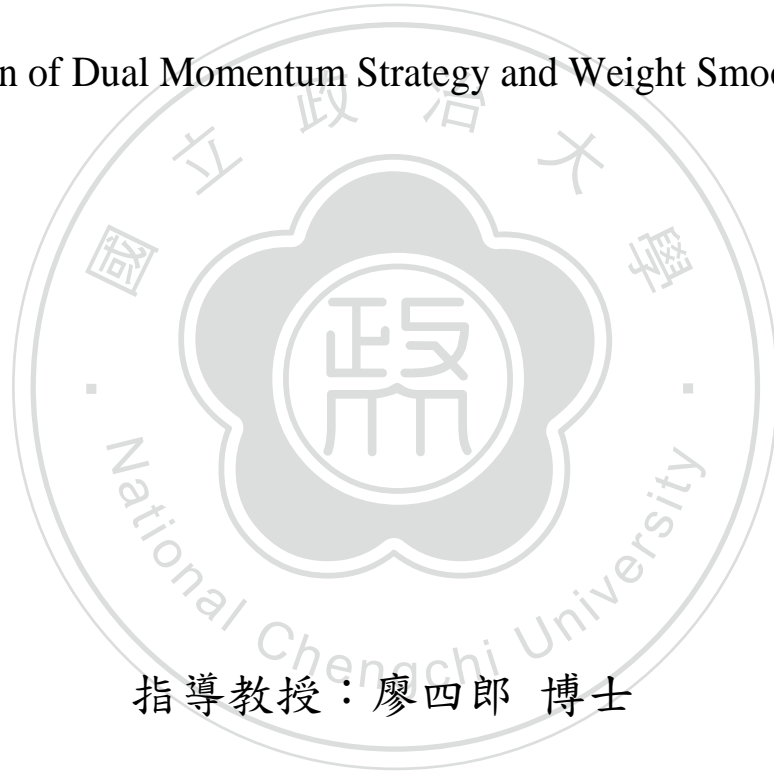 n of Dual Momentum Strategy and Weight Smoo
國立政治大學
政
National Chengchi University
指導教授：廖四郎 博士